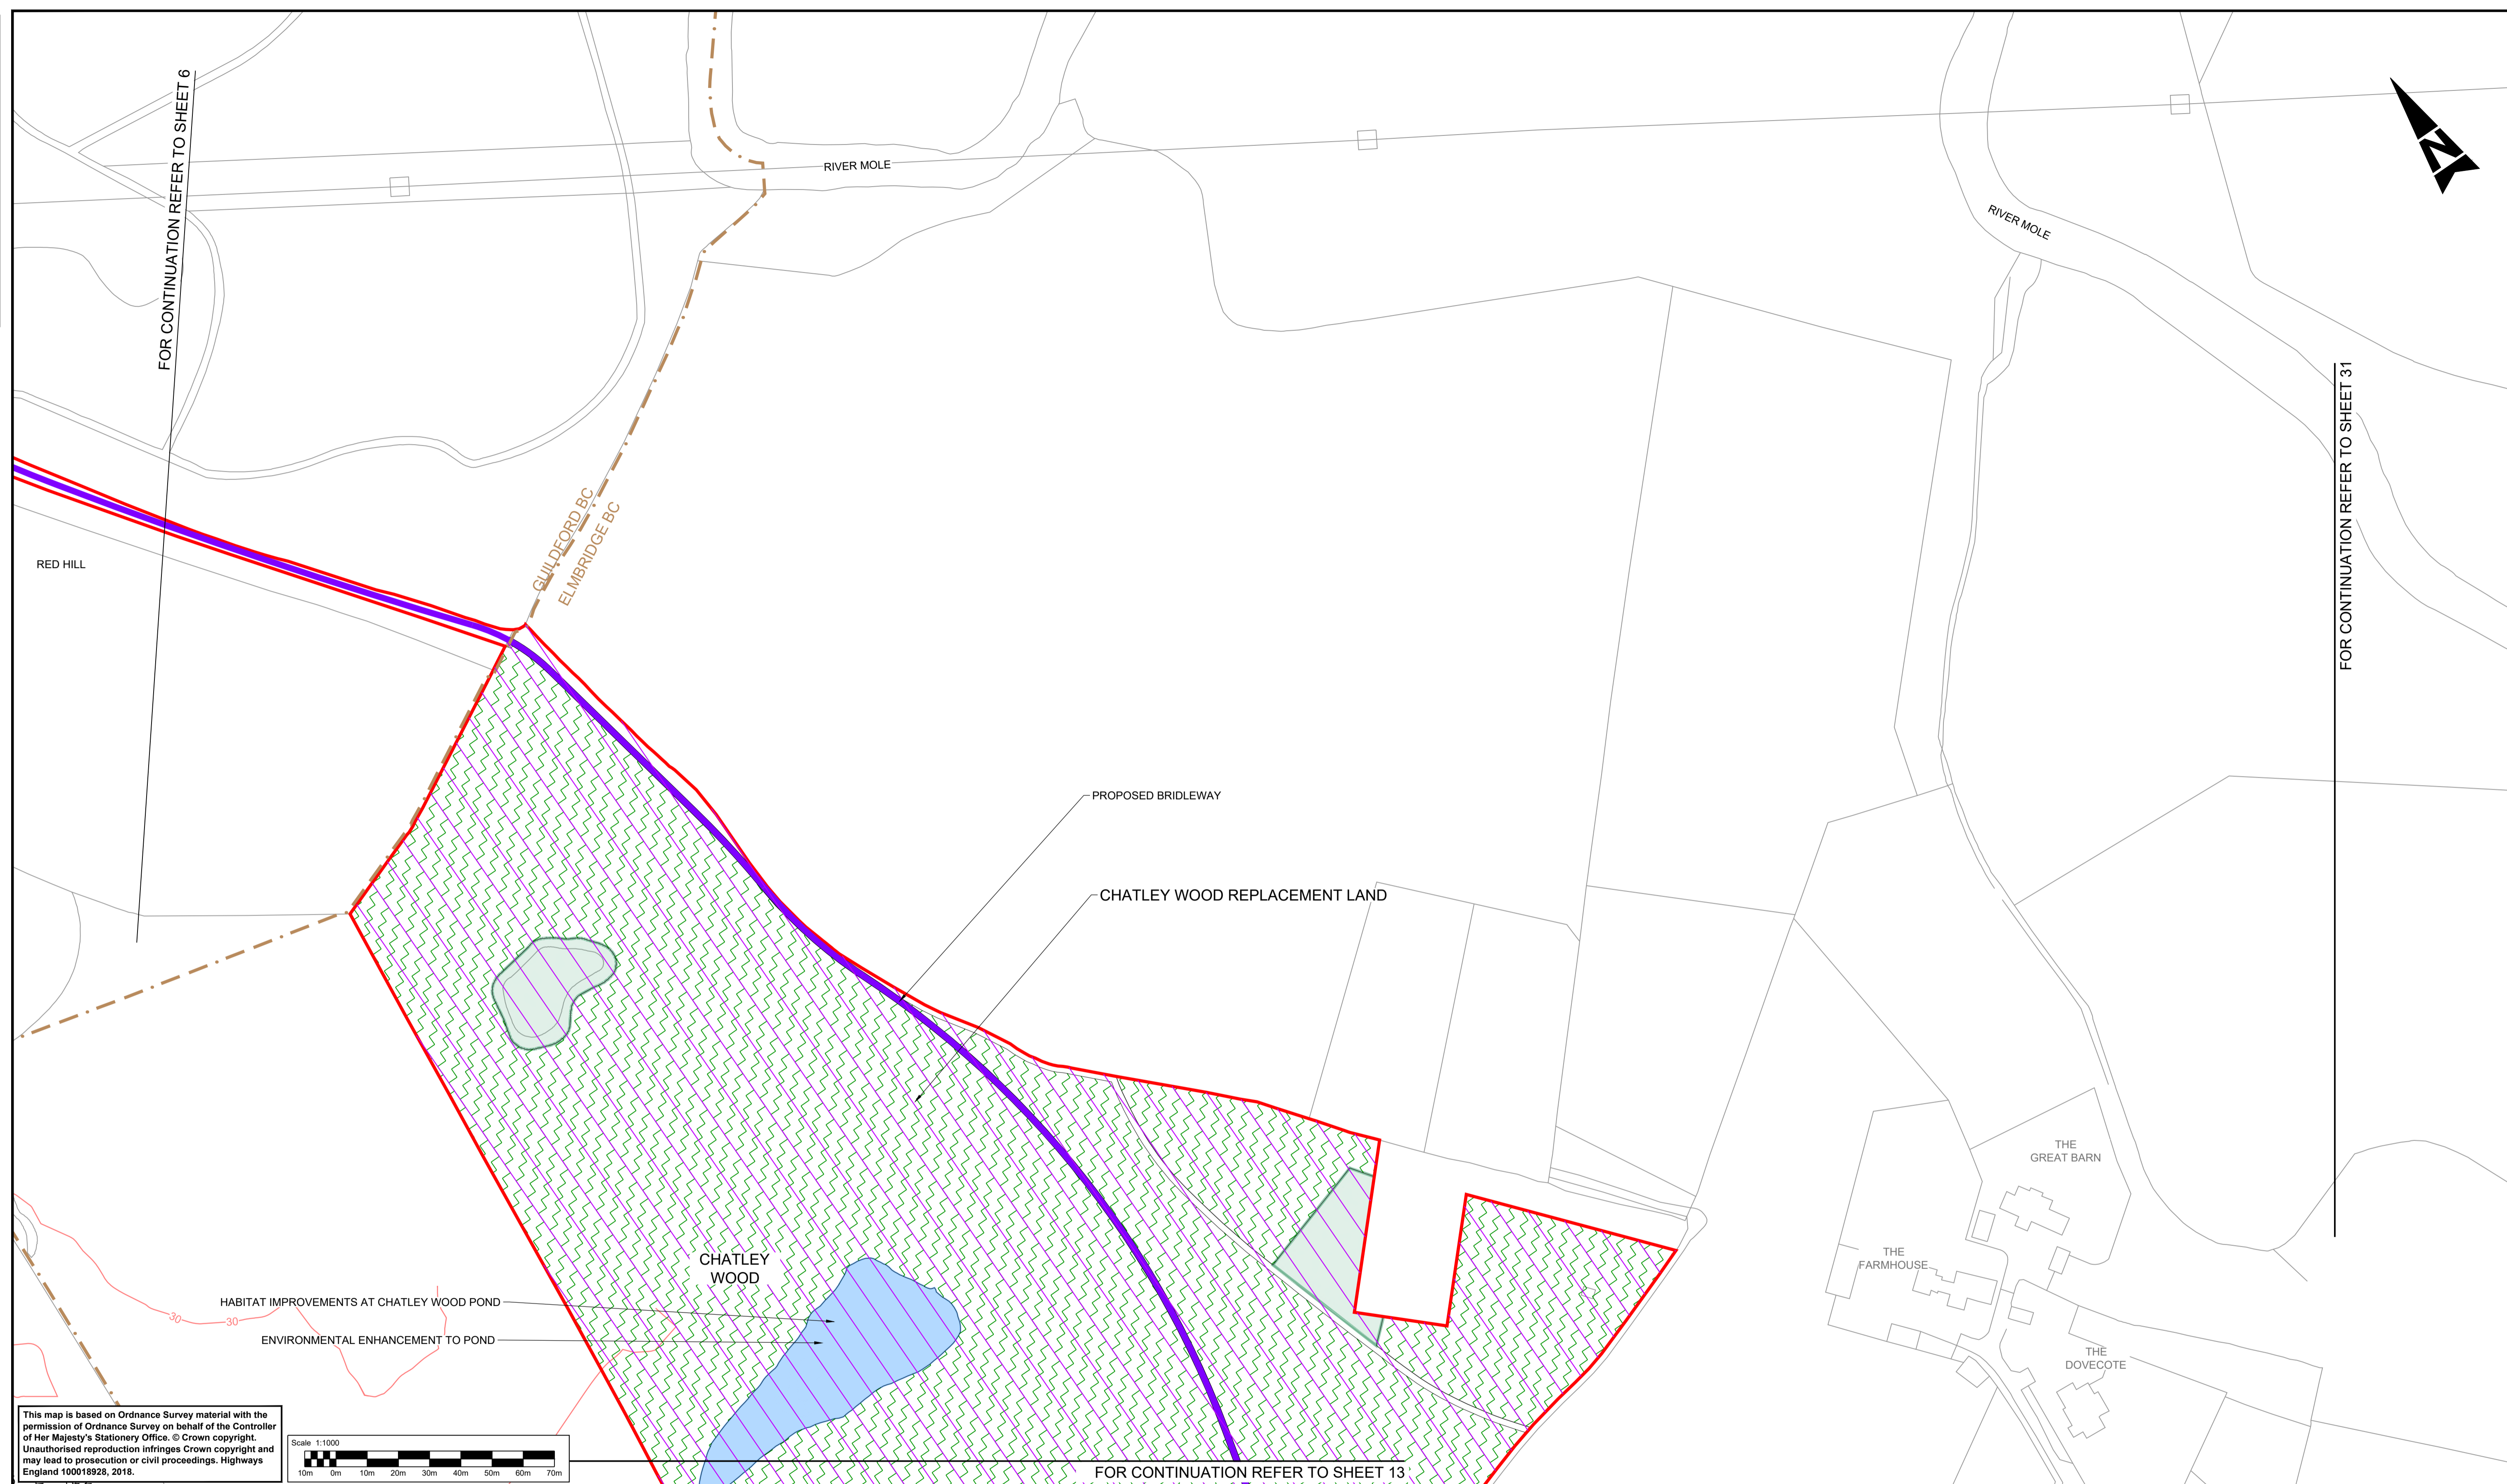 FOR CONTINUATION REFER TO SHEET 6
RIVER MOLE
N
RIVER MOLE
FOR CONTINUATION REFER TO SHEET 31
RED HILL
GUILDFORD BC
ELMBRIDGE BC
PROPOSED BRIDLEWAY
CHATLEY WOOD REPLACEMENT LAND
THE
GREAT BARN
THE
FARMHOUSE
THE
DOVECOTE
CHATLEY
WOOD
HABITAT IMPROVEMENTS AT CHATLEY WOOD POND
30
30
ENVIRONMENTAL ENHANCEMENT TO POND
This map is based on Ordnance Survey material with the
permission of Ordnance Survey on behalf of the Controller
of Her Majesty's Stationery Office. © Crown copyright.
Unauthorised reproduction infringes Crown copyright and
may lead to prosecution or civil proceedings. Highways
England 100018928, 2018.
Scale 1:1000
10m 0m 10m 20m 30m 40m 50m 60m 70m
FOR CONTINUATION REFER TO SHEET 13